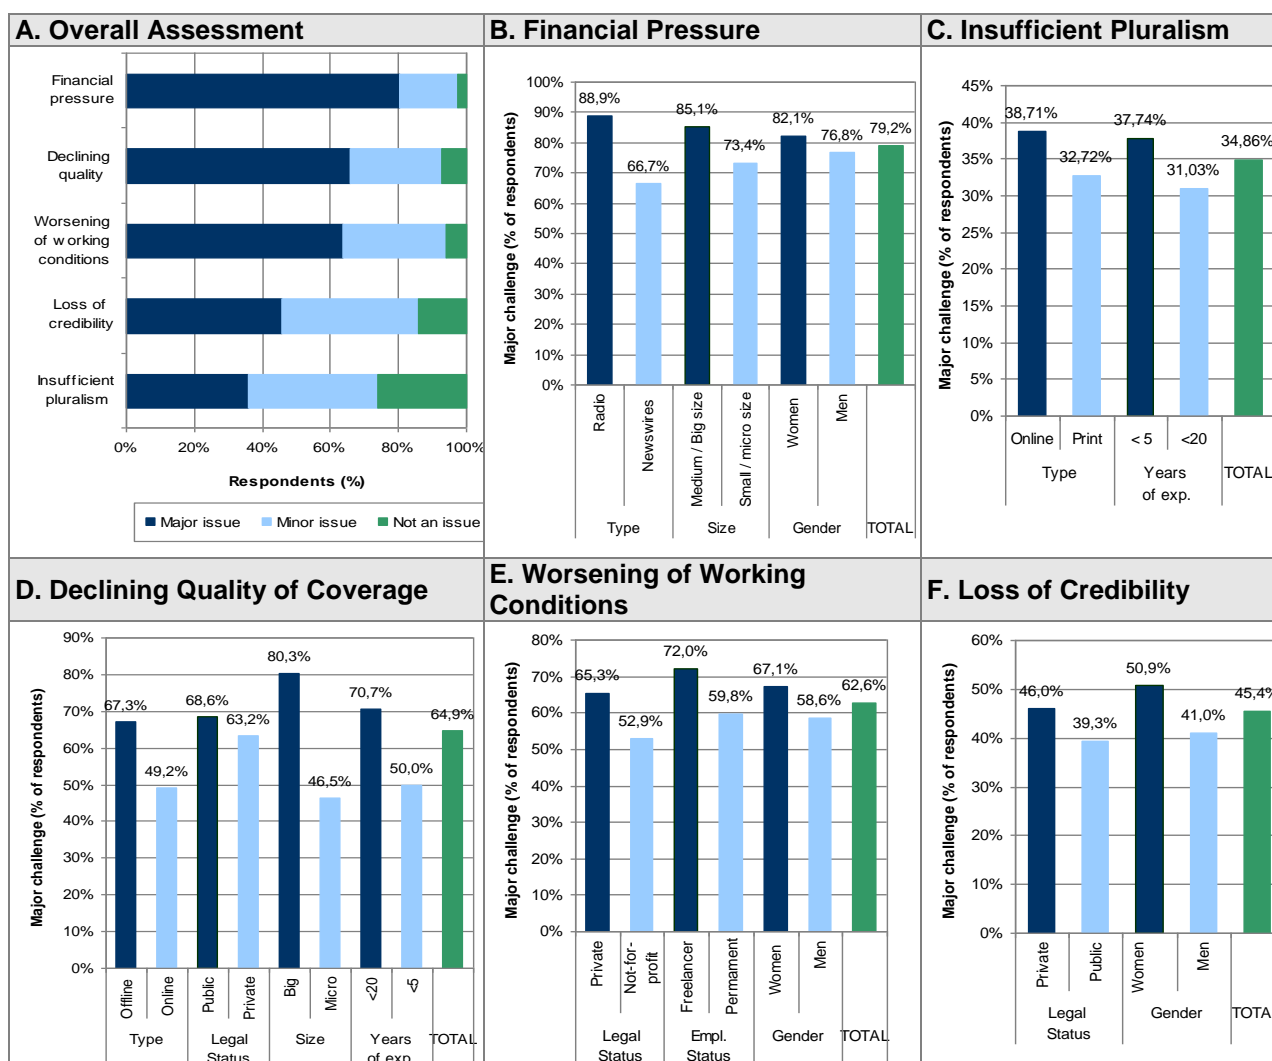 A. Overall Assessment
Financial
pressure
Declining
quality
Worsening
of working
conditions
Loss of
credibility
Insufficient
pluralism
0% 20% 40% 60% 80% 100%
Respondents (%)
Major issue Minor issue Not an issue
B. Financial Pressure
Major challenge (% of respondents)
100%
90%
80%
70%
60%
50%
40%
30%
20%
10%
0%
88,9%
66,7%
85,1%
73,4%
82,1%
76,8%
79,2%
Radio
Newswires
Medium / Big size
Small / micro size
Women
Men
Type Size Gender TOTAL
C. Insufficient Pluralism
Major challenge (% of respondents)
45%
40%
35%
30%
25%
20%
15%
10%
5%
0%
38,71%
32,72%
37,74%
31,03%
34,86%
Online Print < 5 <20
Type Years TOTAL
of exp.
D. Declining Quality of Coverage
Major challenge (% of respondents)
90%
80%
70%
60%
50%
40%
30%
20%
10%
0%
67,3%
49,2%
68,6%
63,2%
80,3%
46,5%
70,7%
50,0%
64,9%
Offline
Online
Public
Private
Big
Micro
<20
<5
Type Legal Size Years TOTAL
Status of exp.
E. Worsening of Working
Conditions
Major challenge (% of respondents)
80%
70%
60%
50%
40%
30%
20%
10%
0%
65,3%
52,9%
72,0%
59,8%
67,1%
58,6%
62,6%
Private
Not-for-
profit
Freelancer
Permament
Women
Men
Legal Empl. Gender TOTAL
Status Status
F. Loss of Credibility
Major challenge (% of respondents)
60%
50%
40%
30%
20%
10%
0%
46,0%
39,3%
50,9%
41,0%
45,4%
Private
Public
Women
Men
Legal Gender TOTAL
Status